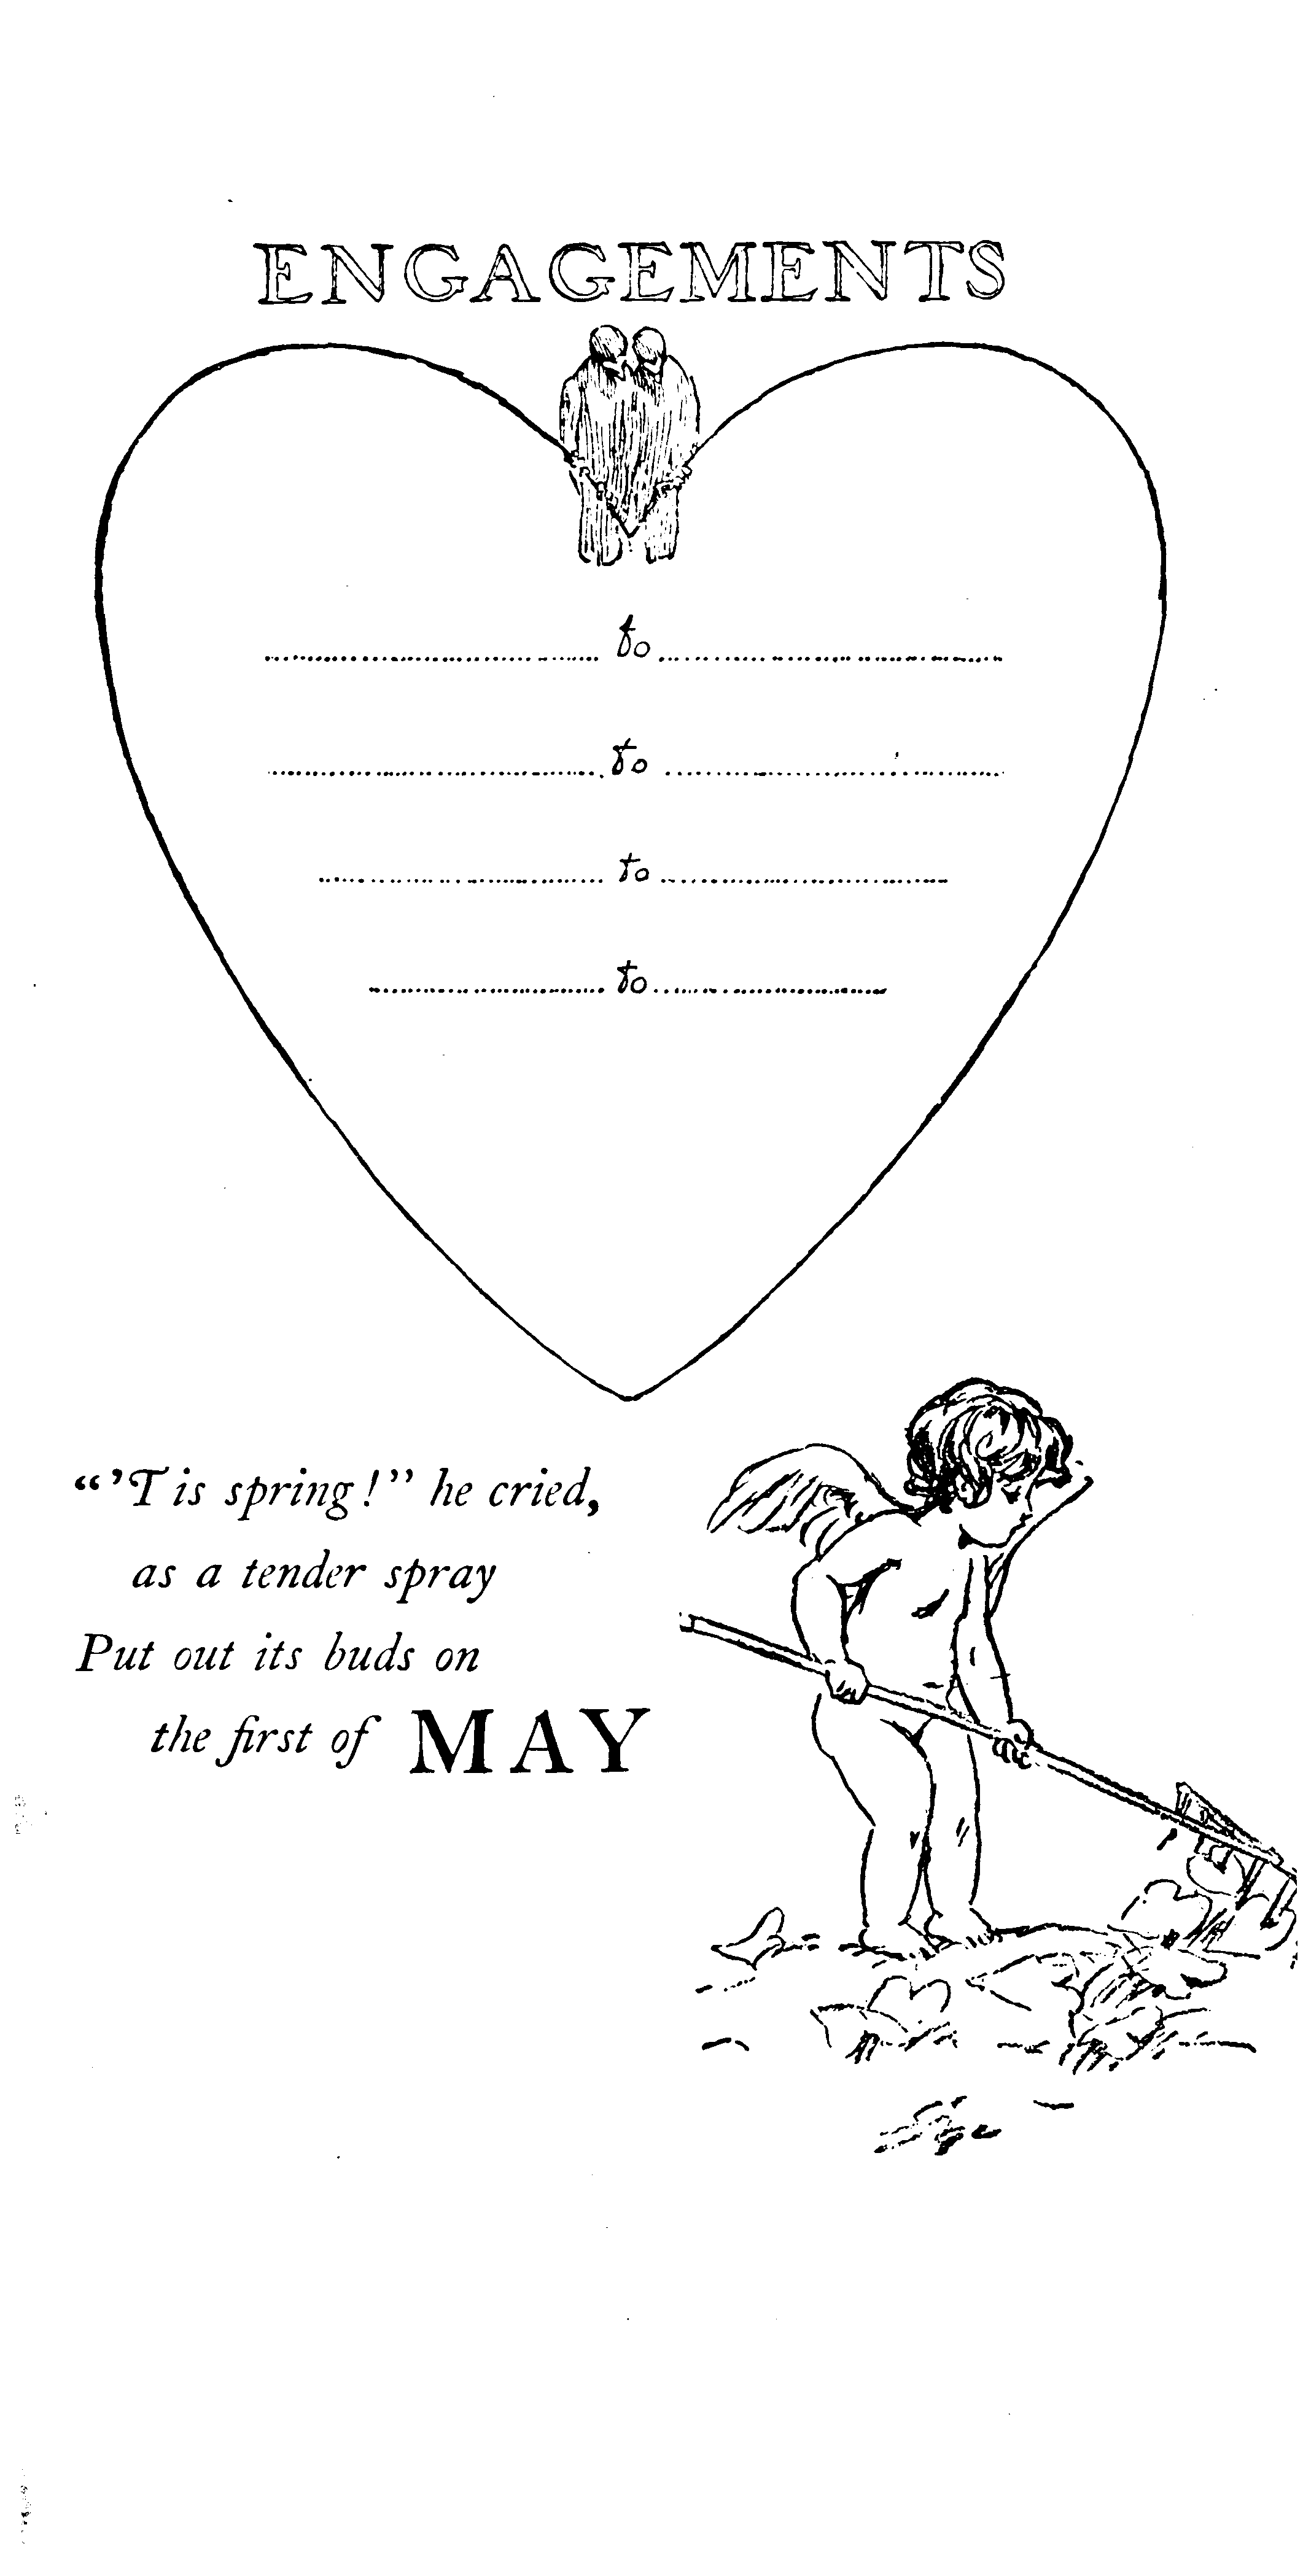 ENGAGEMENTS
to
to
to
to
“’Tis spring!” he cried,
as a tender spray
Put out its buds on
the first of MAY